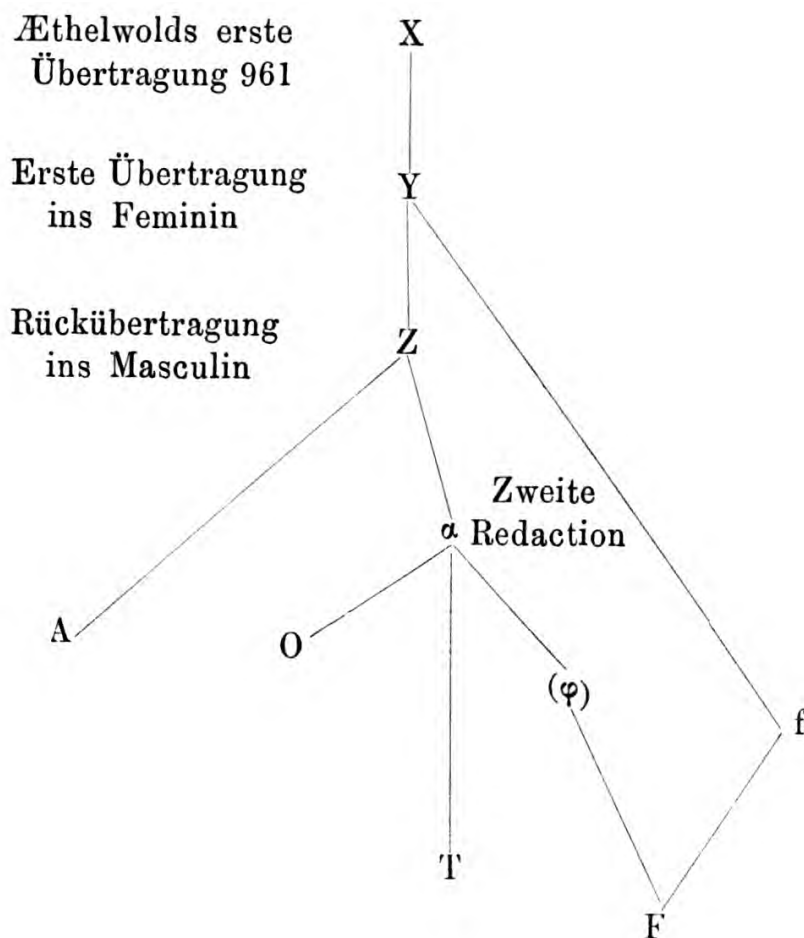 Æthelwolds erste
Übertragung 961
X
Erste Übertragung
ins Feminin
Y
Rückübertragung
ins Masculin
Z
Zweite
α Redaction
A
O
(φ)
f
T
F